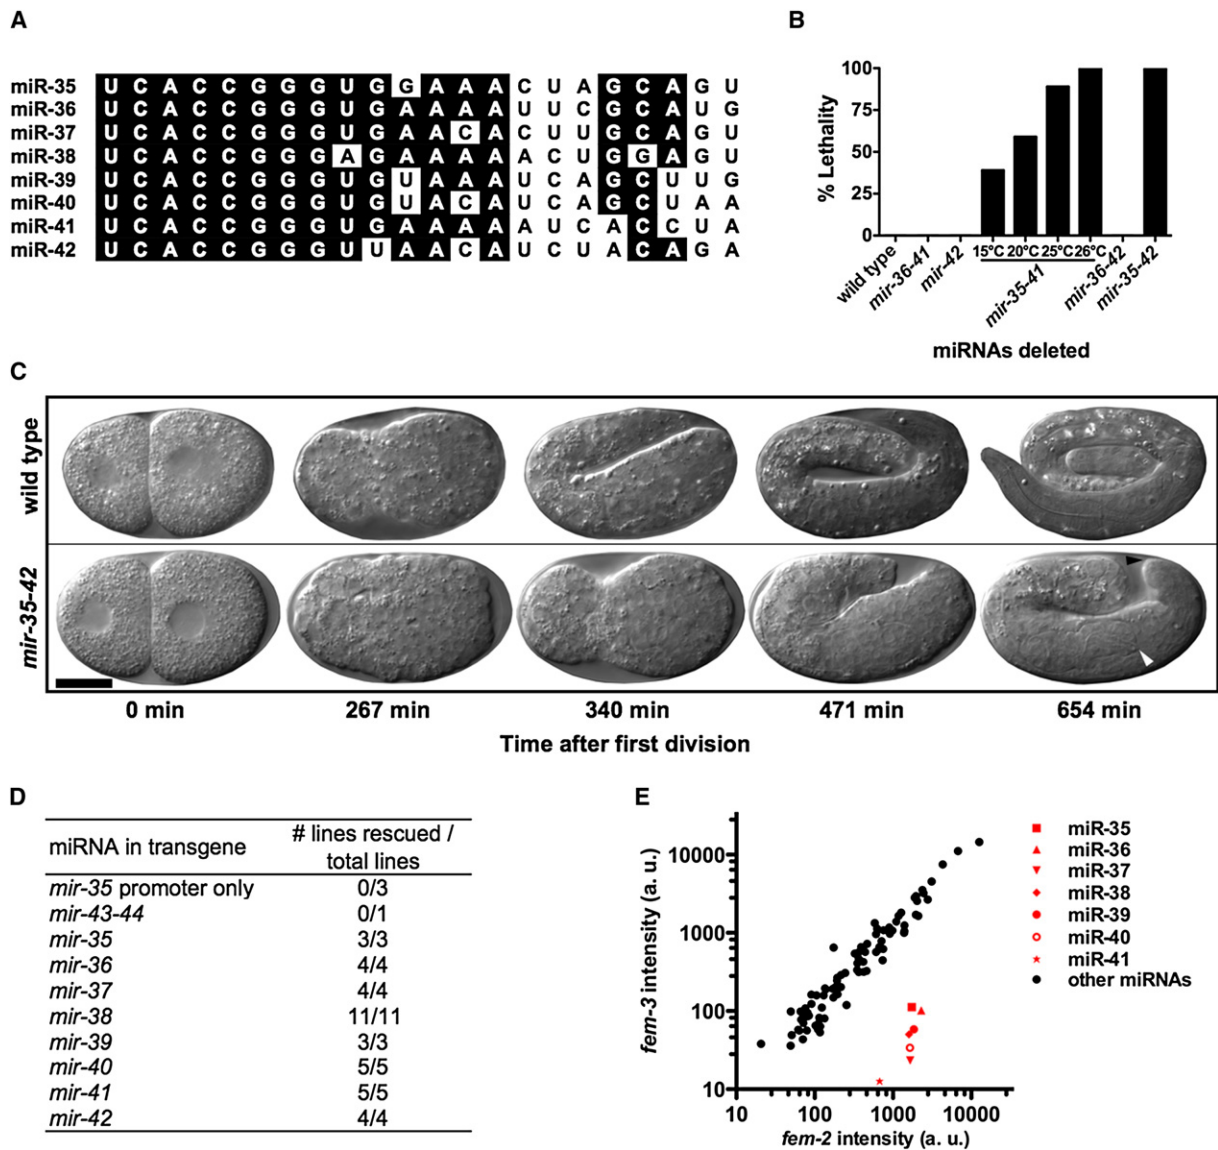 A
miR-35 U C A C C G G G U G G A A A C U A G C A G U
miR-36 U C A C C G G G U G A A A A U U C G C A U G
miR-37 U C A C C G G G U G A A C A C U U G C A G U
miR-38 U C A C C G G G A G A A A A A C U G G A G U
miR-39 U C A C C G G G U G U A A A U C A G C U U G
miR-40 U C A C C G G G U G U A C A U C A G C U A A
miR-41 U C A C C G G G U G A A A A A U C A C C U A
miR-42 U C A C C G G G U U A A C A U C U A C A G A
B
% Lethality
100
75
50
25
0
15°C 20°C 25°C 26°C
wild type
mir-36-41
mir-42
mir-35-41
mir-36-42
mir-35-42
miRNAs deleted
C
wild type
mir-35-42
0 min 267 min 340 min 471 min 654 min
Time after first division
D
miRNA in transgene # lines rescued /
total lines
mir-35 promoter only 0/3
mir-43-44 0/1
mir-35 3/3
mir-36 4/4
mir-37 4/4
mir-38 11/11
mir-39 3/3
mir-40 5/5
mir-41 5/5
mir-42 4/4
E
fem-3 intensity (a. u.)
10000
1000
100
10
10 100 1000 10000
fem-2 intensity (a. u.)
miR-35
miR-36
miR-37
miR-38
miR-39
miR-40
miR-41
other miRNAs